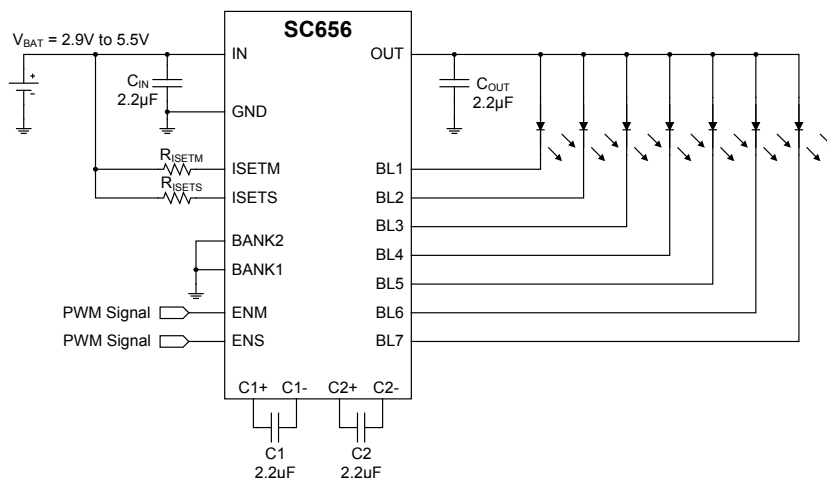 SC656
V_BAT = 2.9V to 5.5V
IN
OUT
C_IN
2.2µF
C_OUT
2.2µF
GND
R_ISETM
ISETM
BL1
R_ISETS
ISETS
BL2
BL3
BANK2
BL4
BANK1
BL5
PWM Signal
ENM
BL6
PWM Signal
ENS
BL7
C1+ C1- C2+ C2-
C1
2.2uF
C2
2.2uF